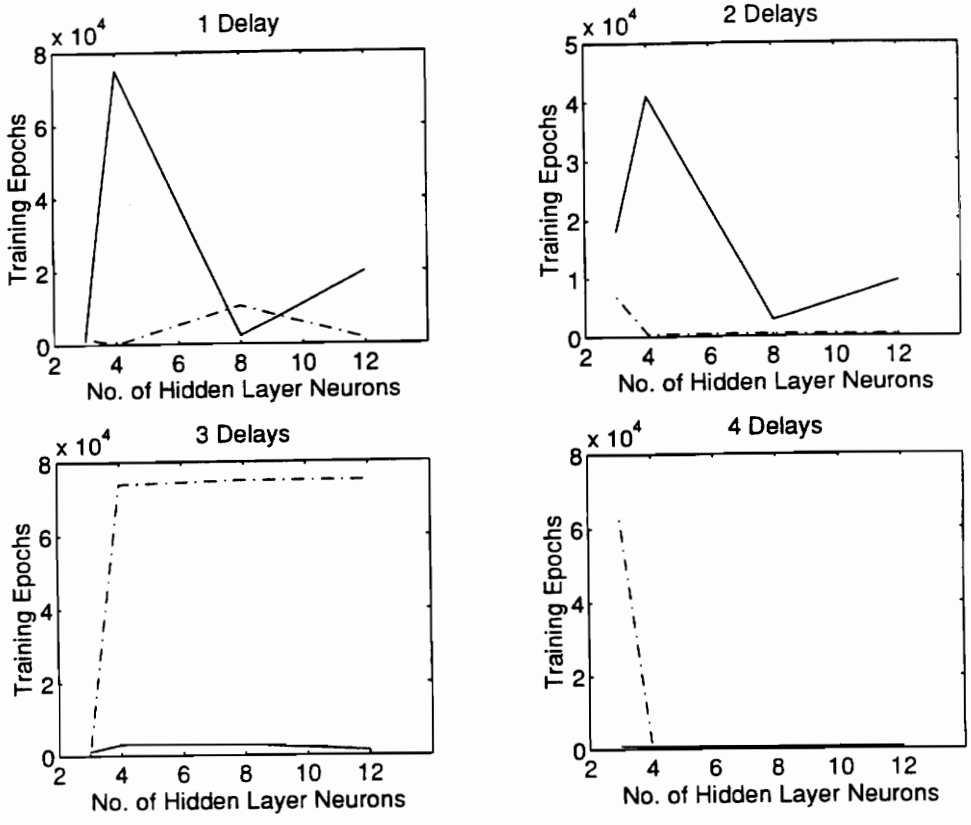 1 Delay
x 10^4
8
6
4
2
0
Training Epochs
2 4 6 8 10 12
No. of Hidden Layer Neurons
2 Delays
x 10^4
5
4
3
2
1
0
Training Epochs
2 4 6 8 10 12
No. of Hidden Layer Neurons
3 Delays
x 10^4
8
6
4
2
0
Training Epochs
2 4 6 8 10 12
No. of Hidden Layer Neurons
4 Delays
x 10^4
8
6
4
2
0
Training Epochs
2 4 6 8 10 12
No. of Hidden Layer Neurons